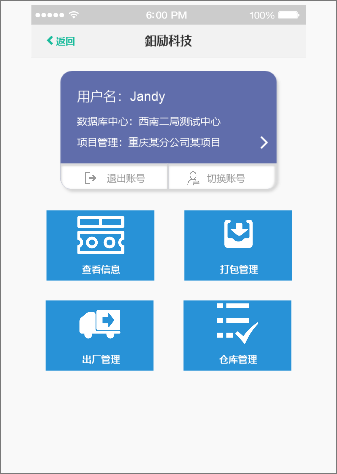 6:00 PM 100%
返回 鉬励科技
用户名：Jandy
数据库中心：西南二局测试中心
项目管理：重庆某分公司某项目
退出账号 切换账号
查看信息 打包管理
出厂管理 仓库管理